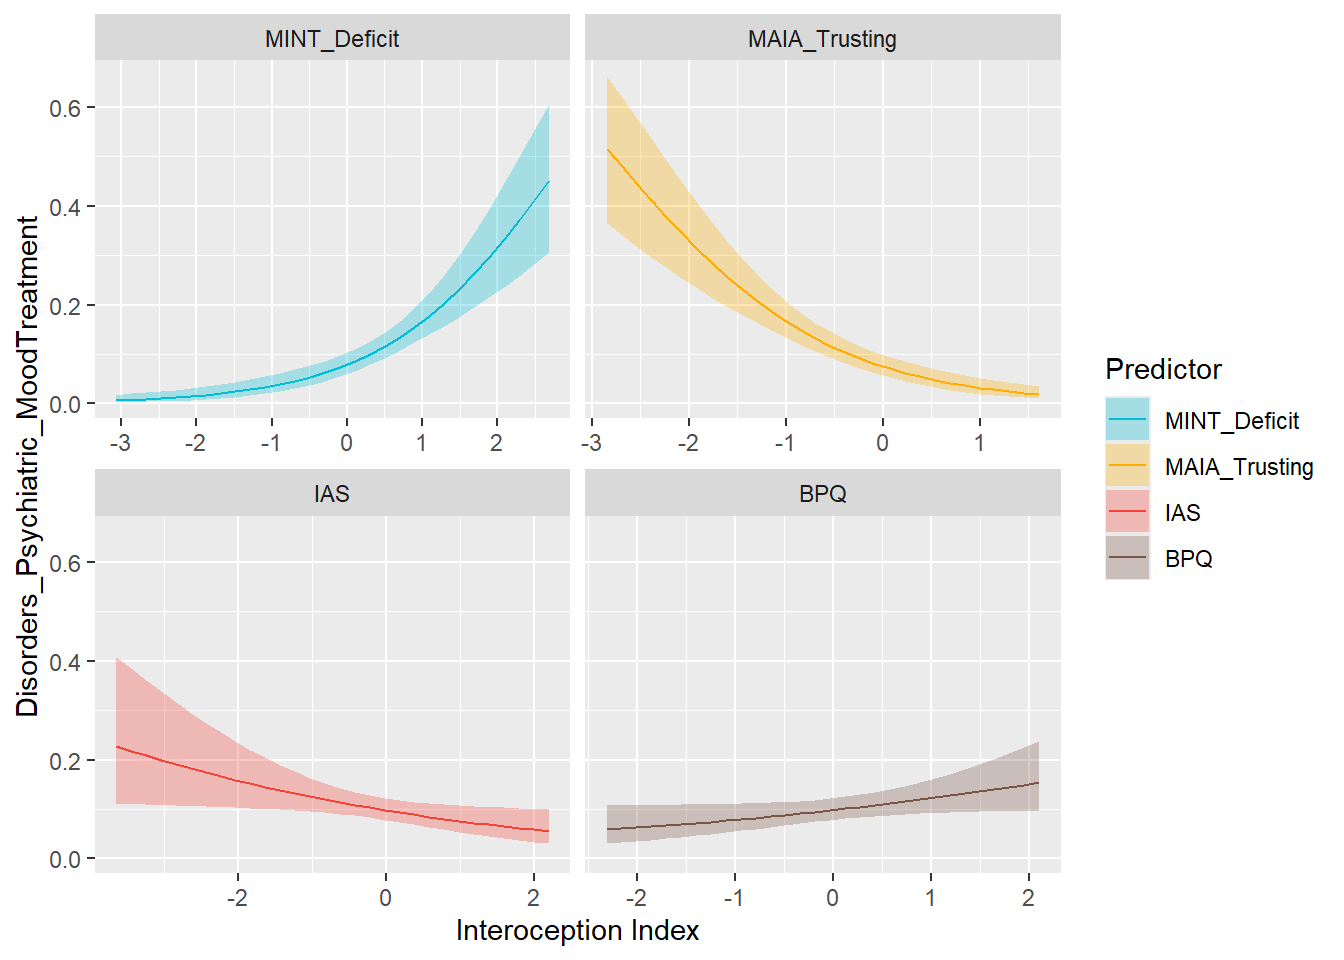 MINT_Deficit
MAIA_Trusting
0.6
0.4
0.2
0.0
-3
-2
-1
0
1
2
-3
-2
-1
0
1
IAS
BPQ
0.6
0.4
0.2
0.0
-2
0
2
-2
-1
0
1
2
Interoception Index
Disorders_Psychiatric_MoodTreatment
Predictor
MINT_Deficit
MAIA_Trusting
IAS
BPQ